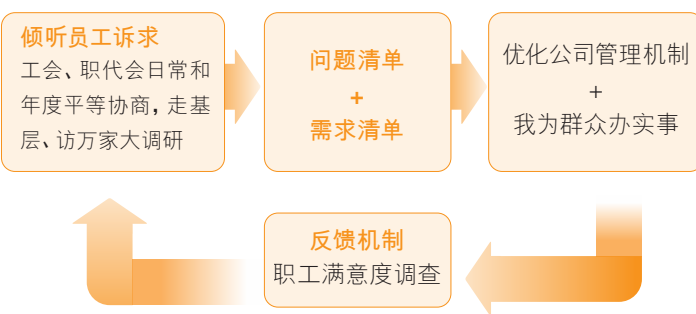 倾听员工诉求
工会、职代会日常和
年度平等协商，走基
层、访万家大调研
问题清单
+
需求清单
优化公司管理机制
+
我为群众办实事
反馈机制
职工满意度调查